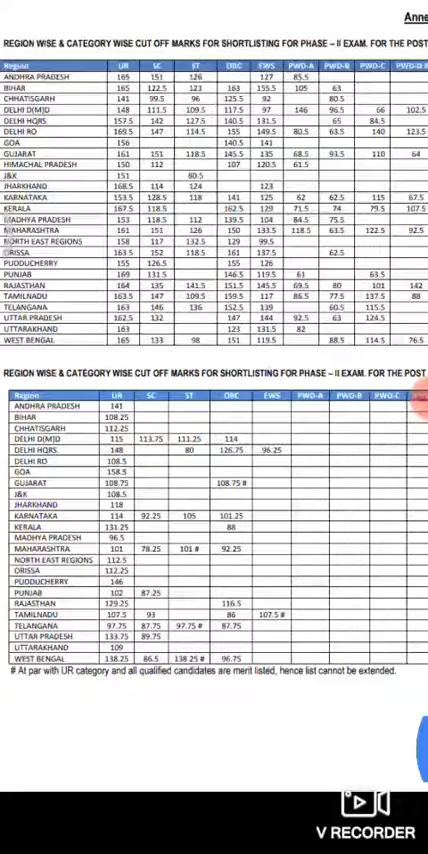 Anne
REGION WISE & CATEGORY WISE CUT OFF MARKS FOR SHORTLISTING FOR PHASE – II EXAM. FOR THE POST
Region UR SC ST OBC EWS PWD-A PWD-B PWD-C PWD-D &
ANDHRA PRADESH 165 151 126 127 85.5
BIHAR 165 122.5 123 163 155.5 105 63
CHHATISGARH 141 99.5 96 125.5 92 80.5
DELHI D(M)D 148 111.5 109.5 117.5 97 146 96.5 66 102.5
DELHI HQRS. 157.5 142 127.5 140.5 131.5 65 84.5
DELHI RO 169.5 147 114.5 155 149.5 80.5 63.5 140 123.5
GOA 156 140.5 141
GUJARAT 161 151 118.5 145.5 135 68.5 93.5 110 64
HIMACHAL PRADESH 150 112 107 120.5 61.5
J&K 151 80.5
JHARKHAND 168.5 114 124 123
KARNATAKA 153.5 128.5 118 141 125 62 62.5 115 67.5
KERALA 167.5 118.5 162.5 129 71.5 74 79.5 107.5
MADHYA PRADESH 153 118.5 112 139.5 104 84.5 75.5
MAHARASHTRA 161 151 126 150 133.5 118.5 63.5 122.5 92.5
NORTH EAST REGIONS 158 117 132.5 129 99.5
ORISSA 163.5 152 118.5 161 137.5 62.5
PUDDUCHERRY 155 126.5 155 126
PUNJAB 169 131.5 146.5 119.5 61 63.5
RAJASTHAN 164 135 141.5 151.5 145.5 69.5 80 101 142
TAMILNADU 163.5 147 109.5 159.5 117 86.5 77.5 137.5 88
TELANGANA 163 146 136 152.5 139 60.5 115.5
UTTAR PRADESH 162.5 132 147 144 92.5 63 124.5
UTTARAKHAND 163 123 131.5 82
WEST BENGAL 165 133 98 151 119.5 88.5 114.5 76.5
REGION WISE & CATEGORY WISE CUT OFF MARKS FOR SHORTLISTING FOR PHASE – II EXAM. FOR THE POST
Region UR SC ST OBC EWS PWD-A PWD-B PWD-C
ANDHRA PRADESH 141
BIHAR 108.25
CHHATISGARH 112.25
DELHI D(M)D 115 113.75 111.25 114
DELHI HQRS. 148 80 126.75 96.25
DELHI RO 108.5
GOA 158.5
GUJARAT 108.75 108.75 #
J&K 108.5
JHARKHAND 118
KARNATAKA 114 92.25 105 101.25
KERALA 131.25 88
MADHYA PRADESH 96.5
MAHARASHTRA 101 78.25 101 # 92.25
NORTH EAST REGIONS 112.5
ORISSA 112.25
PUDDUCHERRY 146
PUNJAB 102 87.25
RAJASTHAN 129.25 116.5
TAMILNADU 107.5 93 86 107.5 #
TELANGANA 97.75 87.75 97.75 # 87.75
UTTAR PRADESH 133.75 89.75
UTTARAKHAND 109
WEST BENGAL 138.25 86.5 138.25 # 96.75
# At par with UR category and all qualified candidates are merit listed, hence list cannot be extended.
V RECORDER